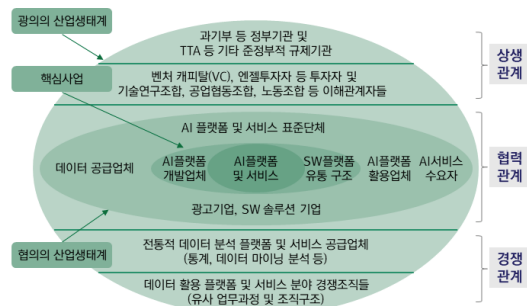 광의의 산업생태계
과기부 등 정부기관 및
TTA 등 기타 준정부적 규제기관
상생
관계
핵심사업
벤처 캐피탈(VC), 엔젤투자자 등 투자자 및
기술연구조합, 공업협동조합, 노동조합 등 이해관계자들
AI 플랫폼 및 서비스 표준단체
데이터 공급업체
AI플랫폼
개발업체
AI플랫폼
및 서비스
SW플랫폼
유통 구조
AI플랫폼
활용업체
AI서비스
수요자
협력
관계
광고기업, SW 솔루션 기업
협의의 산업생태계
전통적 데이터 분석 플랫폼 및 서비스 공급업체
(통계, 데이터 마이닝 분석 등)
경쟁
관계
데이터 활용 플랫폼 및 서비스 분야 경쟁조직들
(유사 업무과정 및 조직구조)